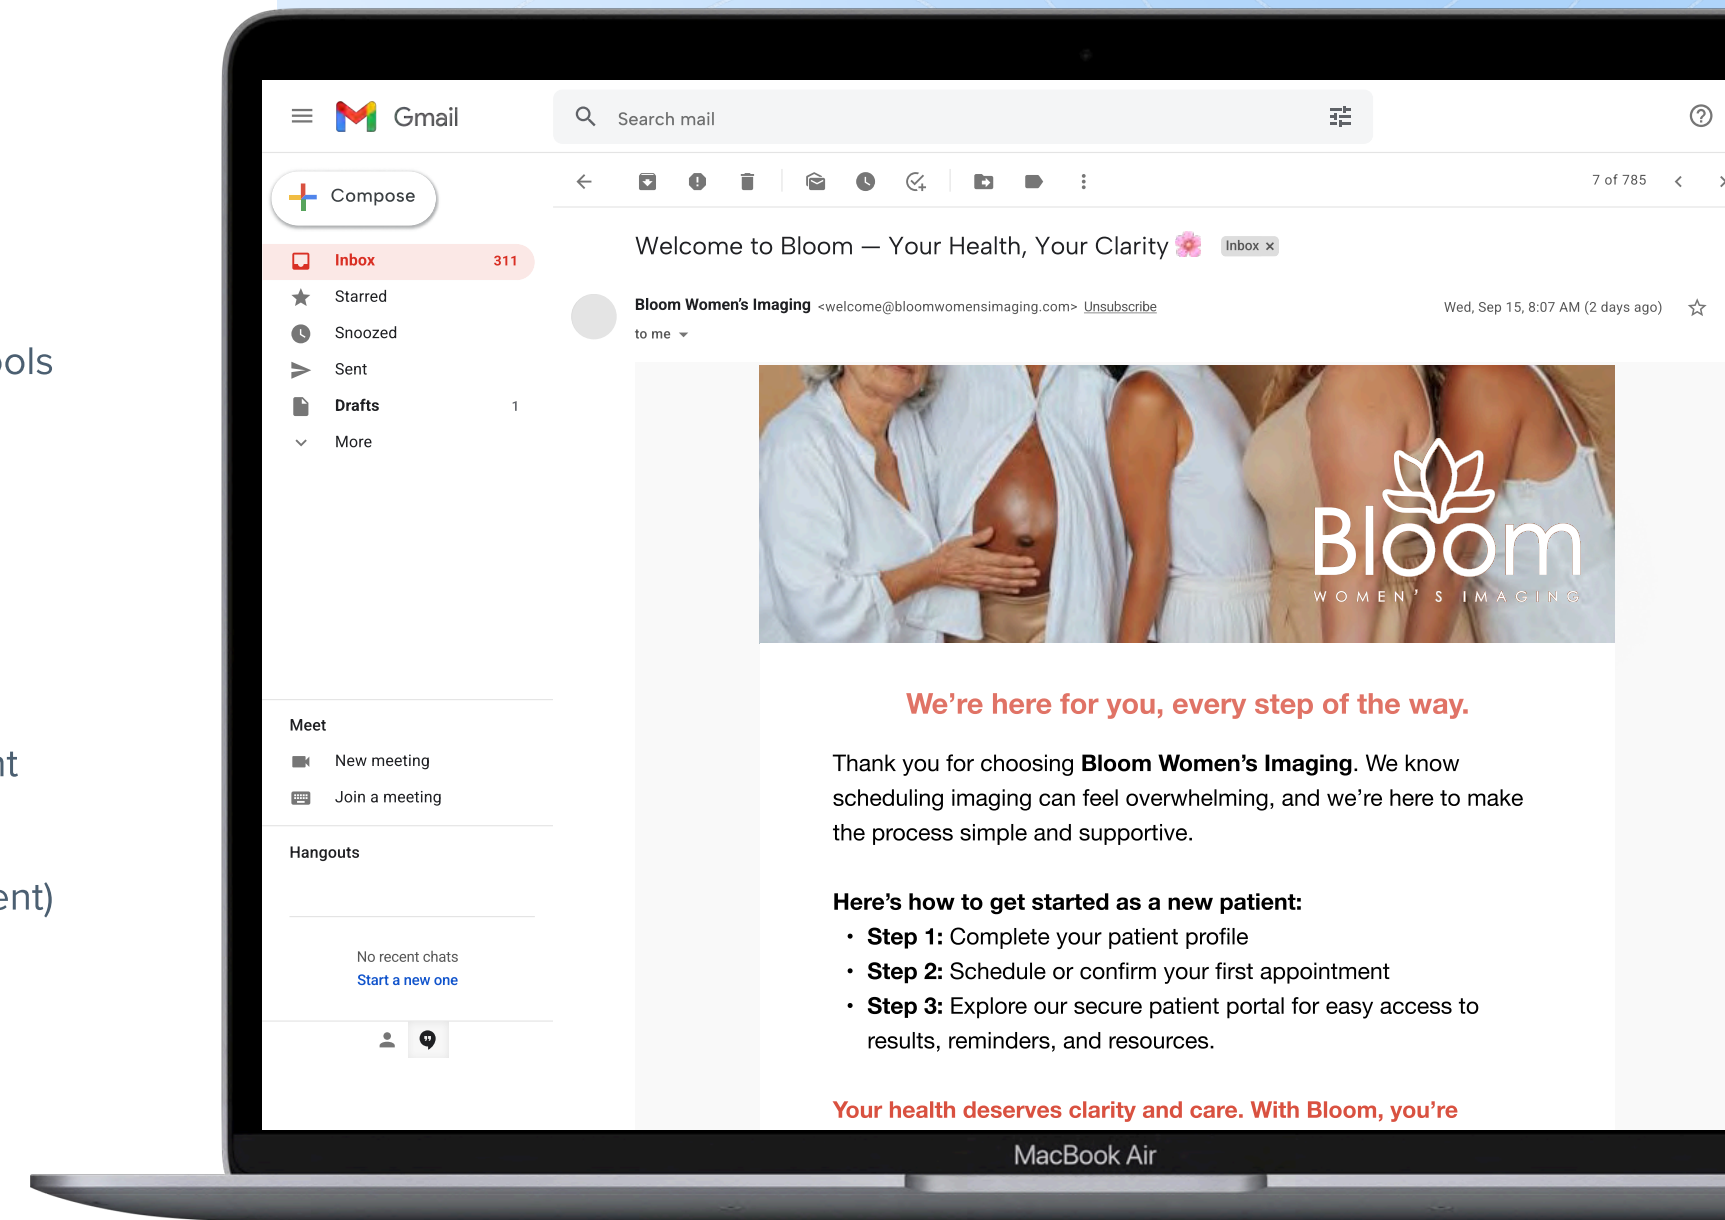 Gmail
Search mail
Compose
7 of 785
Inbox 311
Starred
Snoozed
Sent
Drafts 1
More
Welcome to Bloom — Your Health, Your Clarity 🌸 Inbox ×
Bloom Women’s Imaging <welcome@bloomwomensimaging.com> Unsubscribe
Wed, Sep 15, 8:07 AM (2 days ago)
to me
Bloom
WOMEN'S IMAGING
We’re here for you, every step of the way.
Thank you for choosing Bloom Women’s Imaging. We know
scheduling imaging can feel overwhelming, and we’re here to make
the process simple and supportive.
Here’s how to get started as a new patient:
• Step 1: Complete your patient profile
• Step 2: Schedule or confirm your first appointment
• Step 3: Explore our secure patient portal for easy access to
results, reminders, and resources.
Your health deserves clarity and care. With Bloom, you’re
Meet
New meeting
Join a meeting
Hangouts
No recent chats
Start a new one
MacBook Air